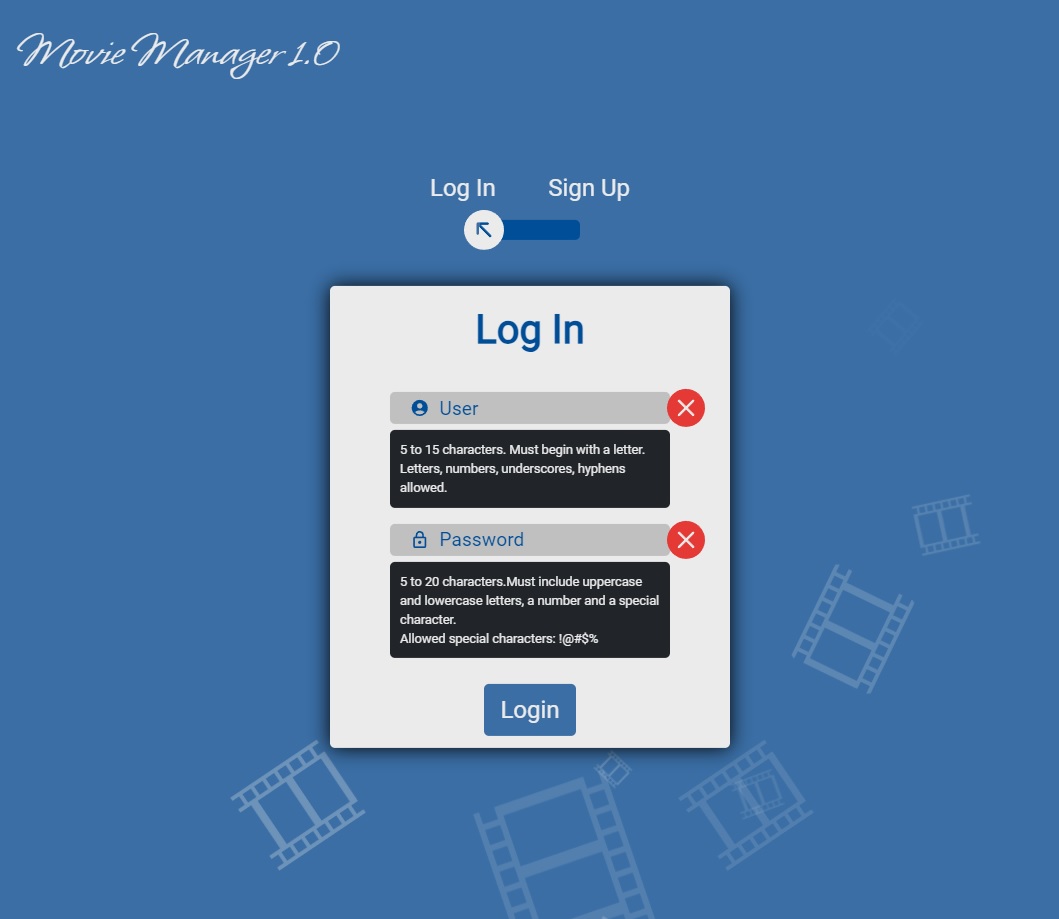 Movie Manager 1.0
Log In
Sign Up
Log In
User
5 to 15 characters. Must begin with a letter.
Letters, numbers, underscores, hyphens
allowed.
Password
5 to 20 characters.Must include uppercase
and lowercase letters, a number and a special
character.
Allowed special characters: !@#$%
Login